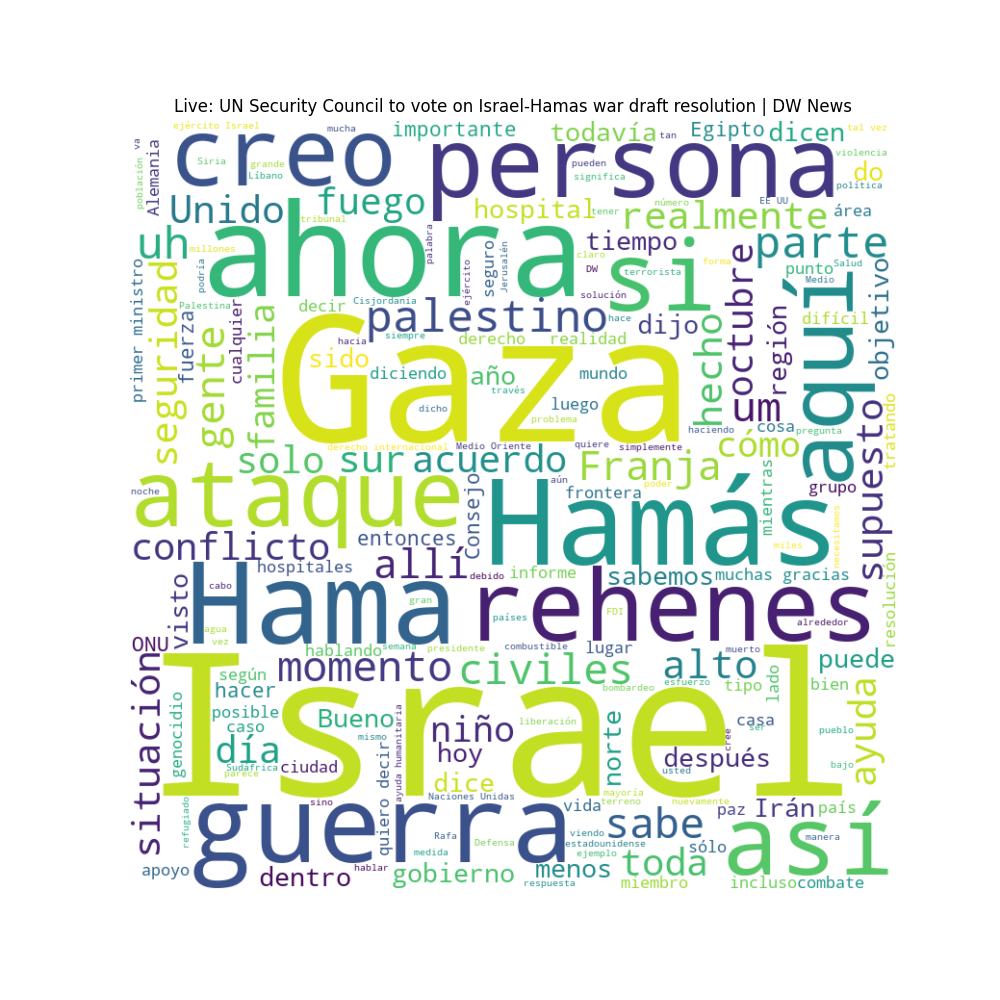 Live: UN Security Council to vote on Israel-Hamas war draft resolution | DW News
ejército Israel
mucha
importante
todavía
tan
Egipto
dicen
tal vez
va
población
Alemania
Siria
grande
Líbano
creo
persona
pueden
significa
violencia
do
política
Unido
fuego
hospital
tener
número
realmente
EE UU
área
tribunal
uh
millones
ahora
palabra
seguro
Jerusalén
tiempo
claro
DW
terrorista
si
forma
octubre
parte
punto
Salud
Medio
aquí
objetivo
primer ministro
seguridad
podría
Palestina
fuerza
gente
cualquier
familia
decir
Cisjordania
ejército
solución
palestino
hace
dijo
hecho
región
difícil
hacia
siempre
derecho
realidad
Gaza
sido
diciendo
año
través
mundo
dicho
luego
problema
um
haciendo
cosa
pregunta
supuesto
tratando
derecho internacional
Medio Oriente
quiere
simplemente
cómo
solo
sur
acuerdo
Franja
aún
poder
grupo
noche
ataque
Consejo
Hamás
frontera
mientras
necesitamos
miles
conflicto
entonces
hospitales
allí
debido
informe
sabemos
muchas gracias
resolución
visto
cabo
Hama
gran
rehenes
FDI
países
alrededor
ONU
agua
vez
hablando
semana
presidente
combustible
lugar
muerto
situación
según
momento
civiles
alto
puede
hacer
bombardeo
esfuerzo
tipo
lado
bien
ayuda
genocidio
posible
caso
Bueno
mismo
ayuda humanitaria
niño
liberación
norte
casa
ser
pueblo
Israel
día
Sudáfrica
parece
ciudad
quiero decir
hoy
cree
después
bajo
usted
dice
refugiado
sino
Naciones Unidas
mayoría
terreno
nuevamente
guerra
vida
paz
Irán
país
Rafa
viendo
estadounidense
sabe
sólo
así
manera
medida
Defensa
ejemplo
apoyo
dentro
hablar
gobierno
respuesta
menos
toda
miembro
incluso
combate